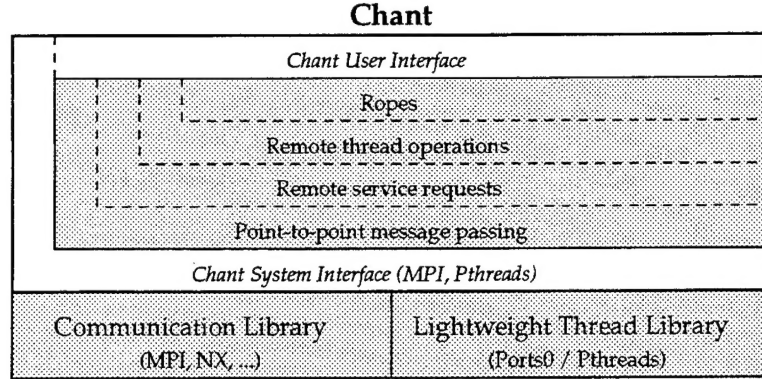 Chant
Chant User Interface
Ropes
Remote thread operations
Remote service requests
Point-to-point message passing
Chant System Interface (MPI, Pthreads)
Communication Library
(MPI, NX, ...)
Lightweight Thread Library
(Ports0 / Pthreads)